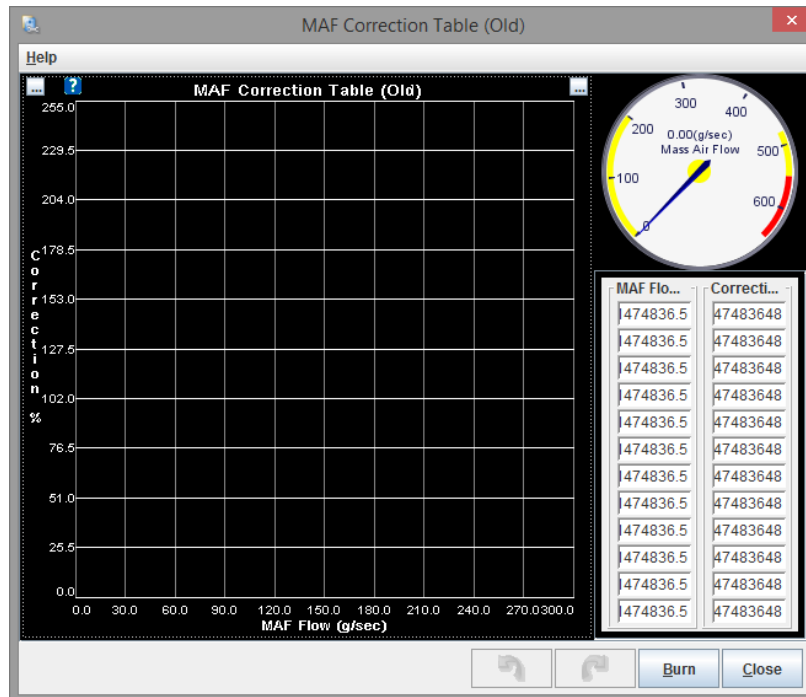 MAF Correction Table (Old)
Help
...
?
MAF Correction Table (Old)
...
255.0
229.5
204.0
178.5
153.0
127.5
102.0
76.5
51.0
25.5
0.0
Correction %
0.0 30.0 60.0 90.0 120.0 150.0 180.0 210.0 240.0 270.0 300.0
MAF Flow (g/sec)
0 100 200 300 400 500 600
0.00(g/sec)
Mass Air Flow
MAF Flo... Correcti...
474836.5 47483648
474836.5 47483648
474836.5 47483648
474836.5 47483648
474836.5 47483648
474836.5 47483648
474836.5 47483648
474836.5 47483648
474836.5 47483648
474836.5 47483648
474836.5 47483648
474836.5 47483648
Burn Close